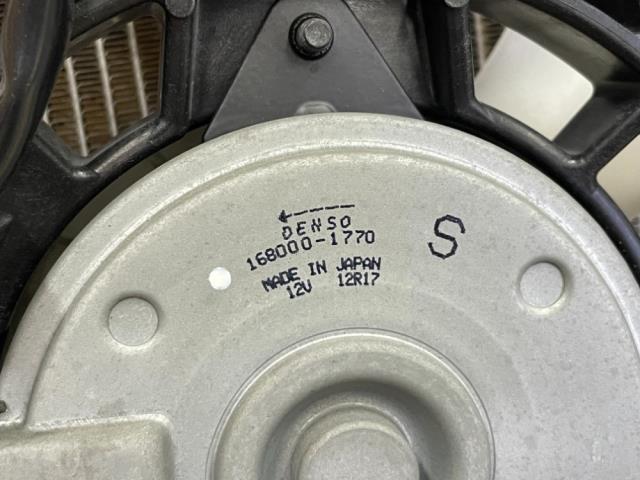 DENSO
168000-1770
S
MADE IN JAPAN
12V 12R17